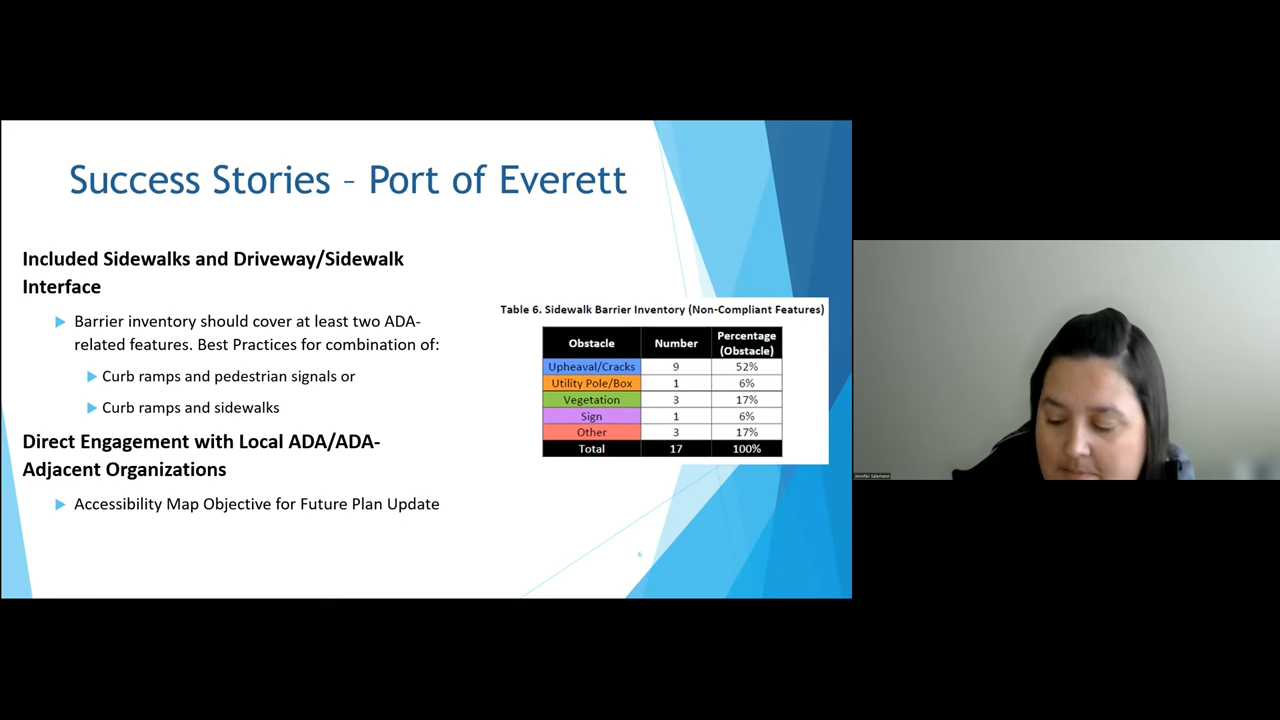 Success Stories – Port of Everett
Included Sidewalks and Driveway/Sidewalk
Interface
Barrier inventory should cover at least two ADA-
related features. Best Practices for combination of:
Curb ramps and pedestrian signals or
Curb ramps and sidewalks
Direct Engagement with Local ADA/ADA-
Adjacent Organizations
Accessibility Map Objective for Future Plan Update
Table 6. Sidewalk Barrier Inventory (Non-Compliant Features)
Obstacle Number Percentage (Obstacle)
Upheaval/Cracks 9 52%
Utility Pole/Box 1 6%
Vegetation 3 17%
Sign 1 6%
Other 3 17%
Total 17 100%
6
Jennifer Salemann